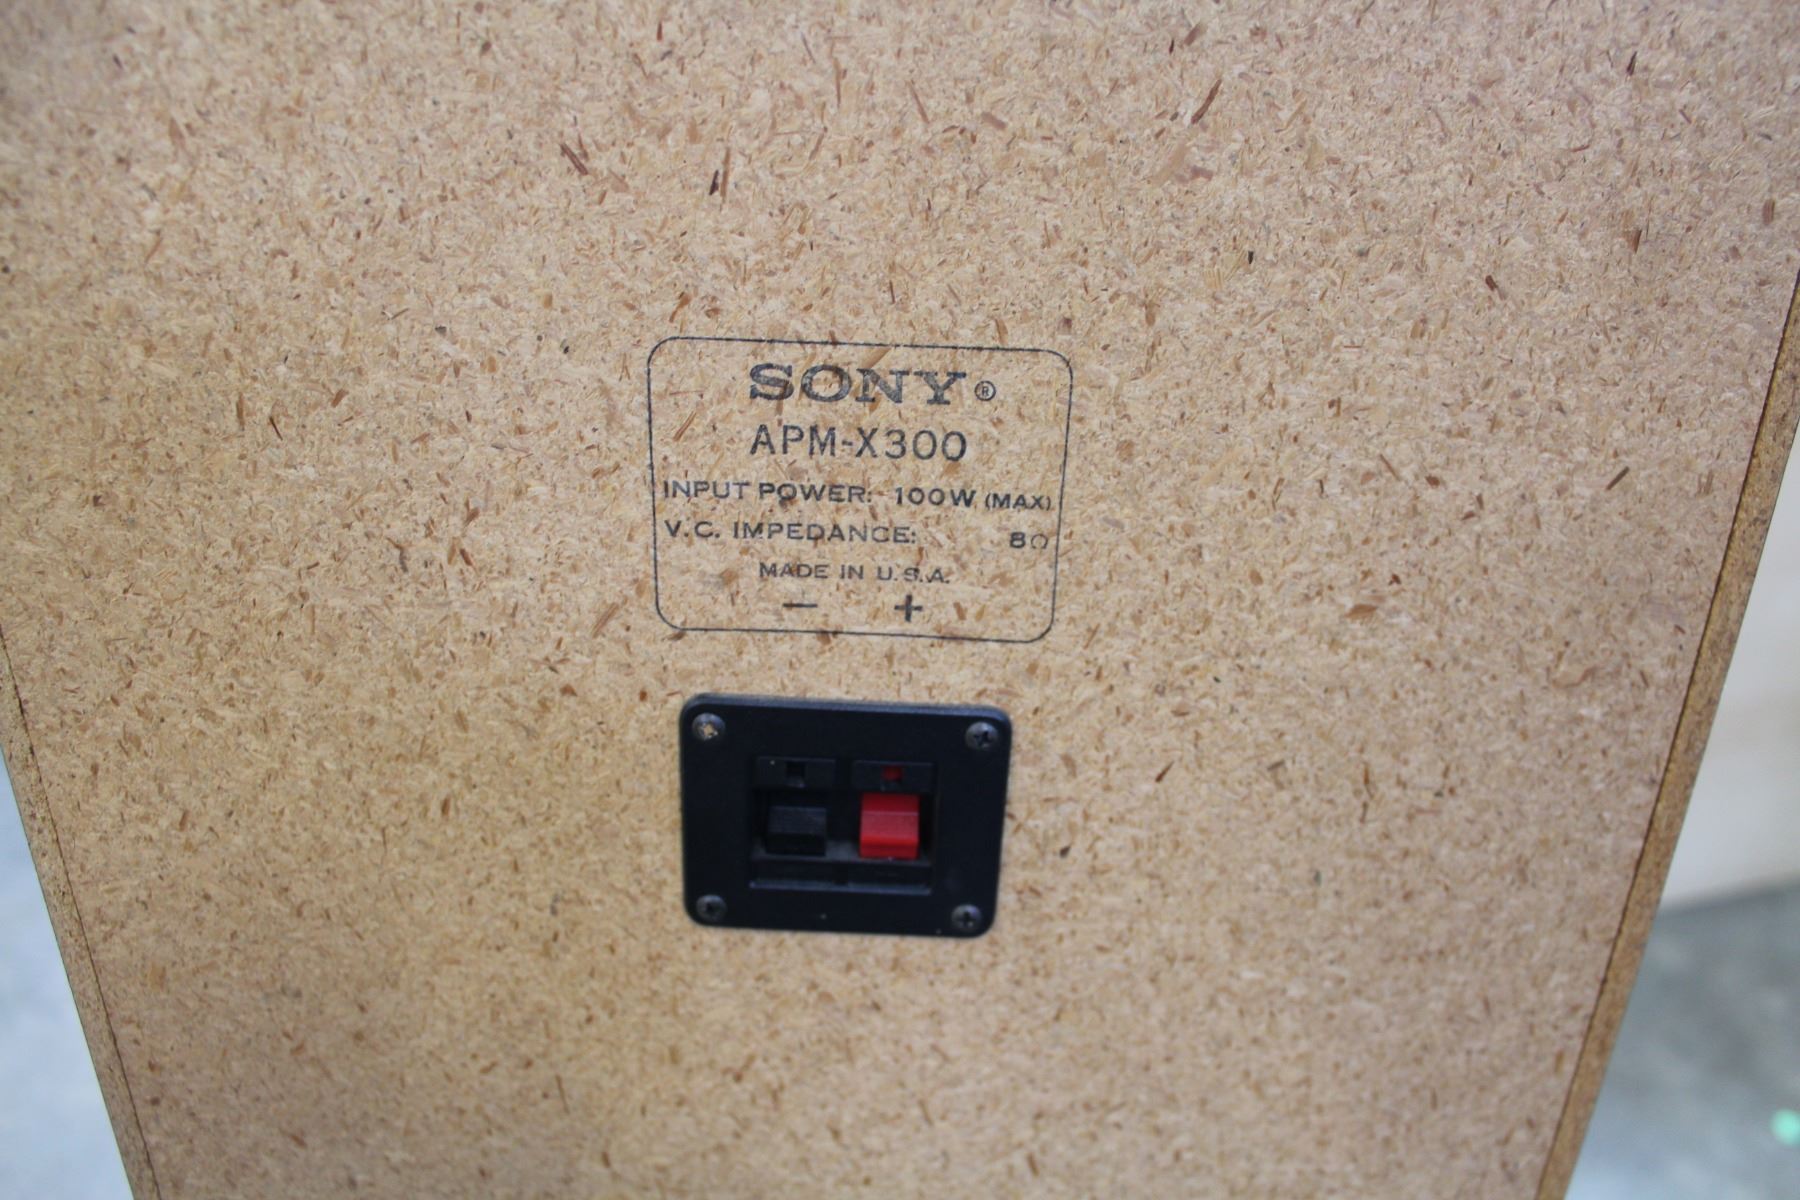 SONY®
APM-X300
INPUT POWER: 100W (MAX)
V.C. IMPEDANCE: 8Ω
MADE IN U.S.A.
− +